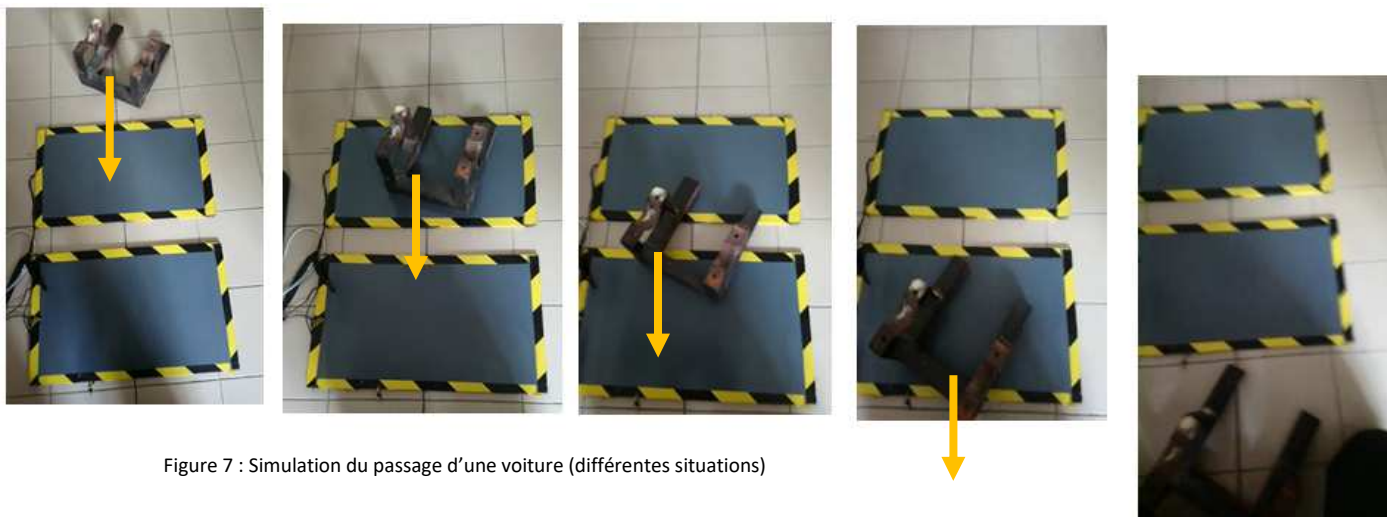 Figure 7 : Simulation du passage d’une voiture (différentes situations)